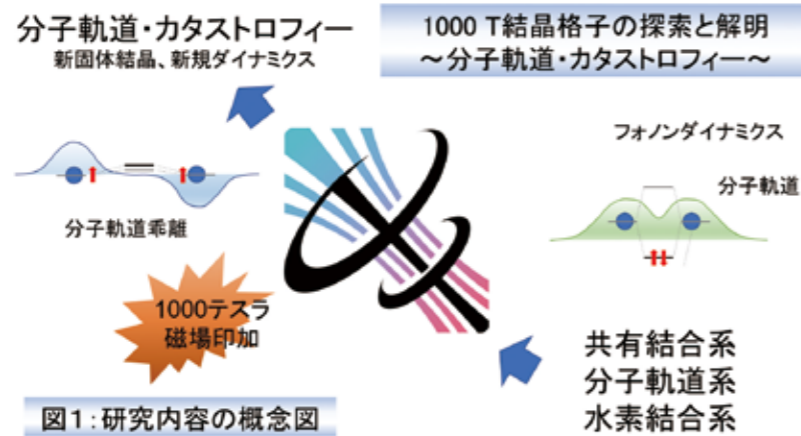 分子軌道・カタストロフィー
新固体結晶、新規ダイナミクス
1000 T結晶格子の探索と解明
～分子軌道・カタストロフィー～
フォノンダイナミクス
分子軌道
分子軌道乖離
1000テスラ
磁場印加
共有結合系
分子軌道系
水素結合系
図1：研究内容の概念図